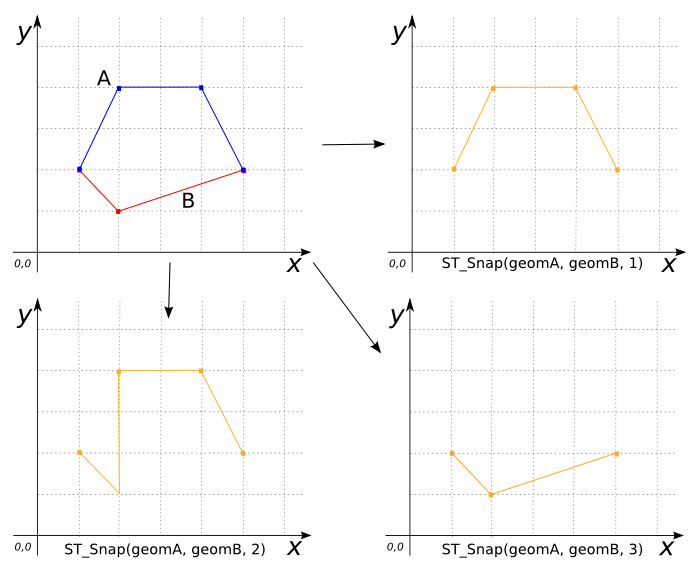 y
A
B
0,0
x
y
0,0
ST_Snap(geomA, geomB, 1)
x
y
0,0
ST_Snap(geomA, geomB, 2)
x
y
0,0
ST_Snap(geomA, geomB, 3)
x